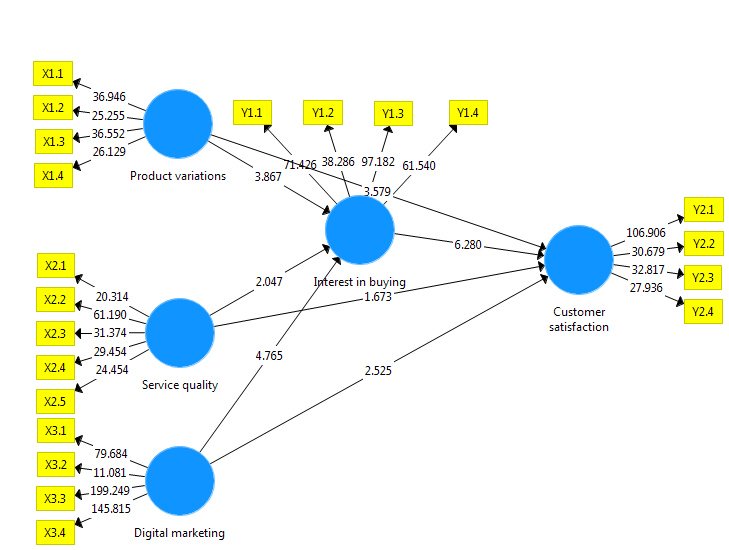 X1.1
X1.2
X1.3
X1.4
36.946
25.255
36.552
26.129
Product variations
Y1.1
Y1.2
Y1.3
Y1.4
71.426
38.286
97.182
61.540
3.867
3.579
Interest in buying
6.280
Y2.1
Y2.2
Y2.3
Y2.4
106.906
30.679
32.817
27.936
Customer
satisfaction
X2.1
X2.2
X2.3
X2.4
X2.5
20.314
61.190
31.374
29.454
24.454
Service quality
2.047
1.673
4.765
2.525
X3.1
X3.2
X3.3
X3.4
79.684
11.081
199.249
145.815
Digital marketing